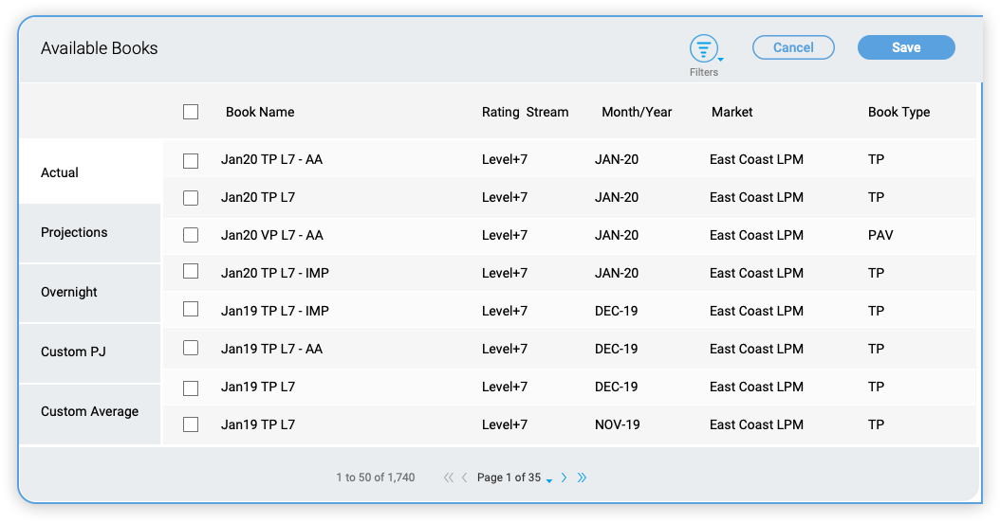 Available Books
Filters
Cancel
Save
Book Name Rating Stream Month/Year Market Book Type
Actual
Projections
Overnight
Custom PJ
Custom Average
Jan20 TP L7 - AA Level+7 JAN-20 East Coast LPM TP
Jan20 TP L7 Level+7 JAN-20 East Coast LPM TP
Jan20 VP L7 - AA Level+7 JAN-20 East Coast LPM PAV
Jan20 TP L7 - IMP Level+7 JAN-20 East Coast LPM TP
Jan19 TP L7 - IMP Level+7 DEC-19 East Coast LPM TP
Jan19 TP L7 - AA Level+7 DEC-19 East Coast LPM TP
Jan19 TP L7 Level+7 DEC-19 East Coast LPM TP
Jan19 TP L7 Level+7 NOV-19 East Coast LPM TP
1 to 50 of 1,740 Page 1 of 35